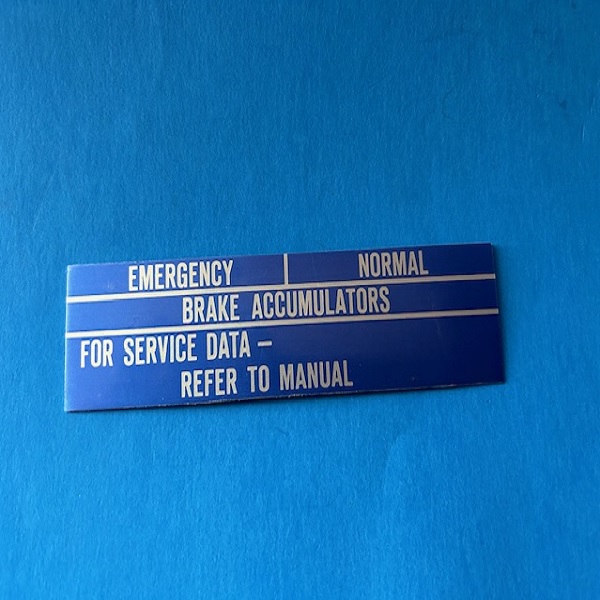 EMERGENCY NORMAL
BRAKE ACCUMULATORS
FOR SERVICE DATA –
REFER TO MANUAL